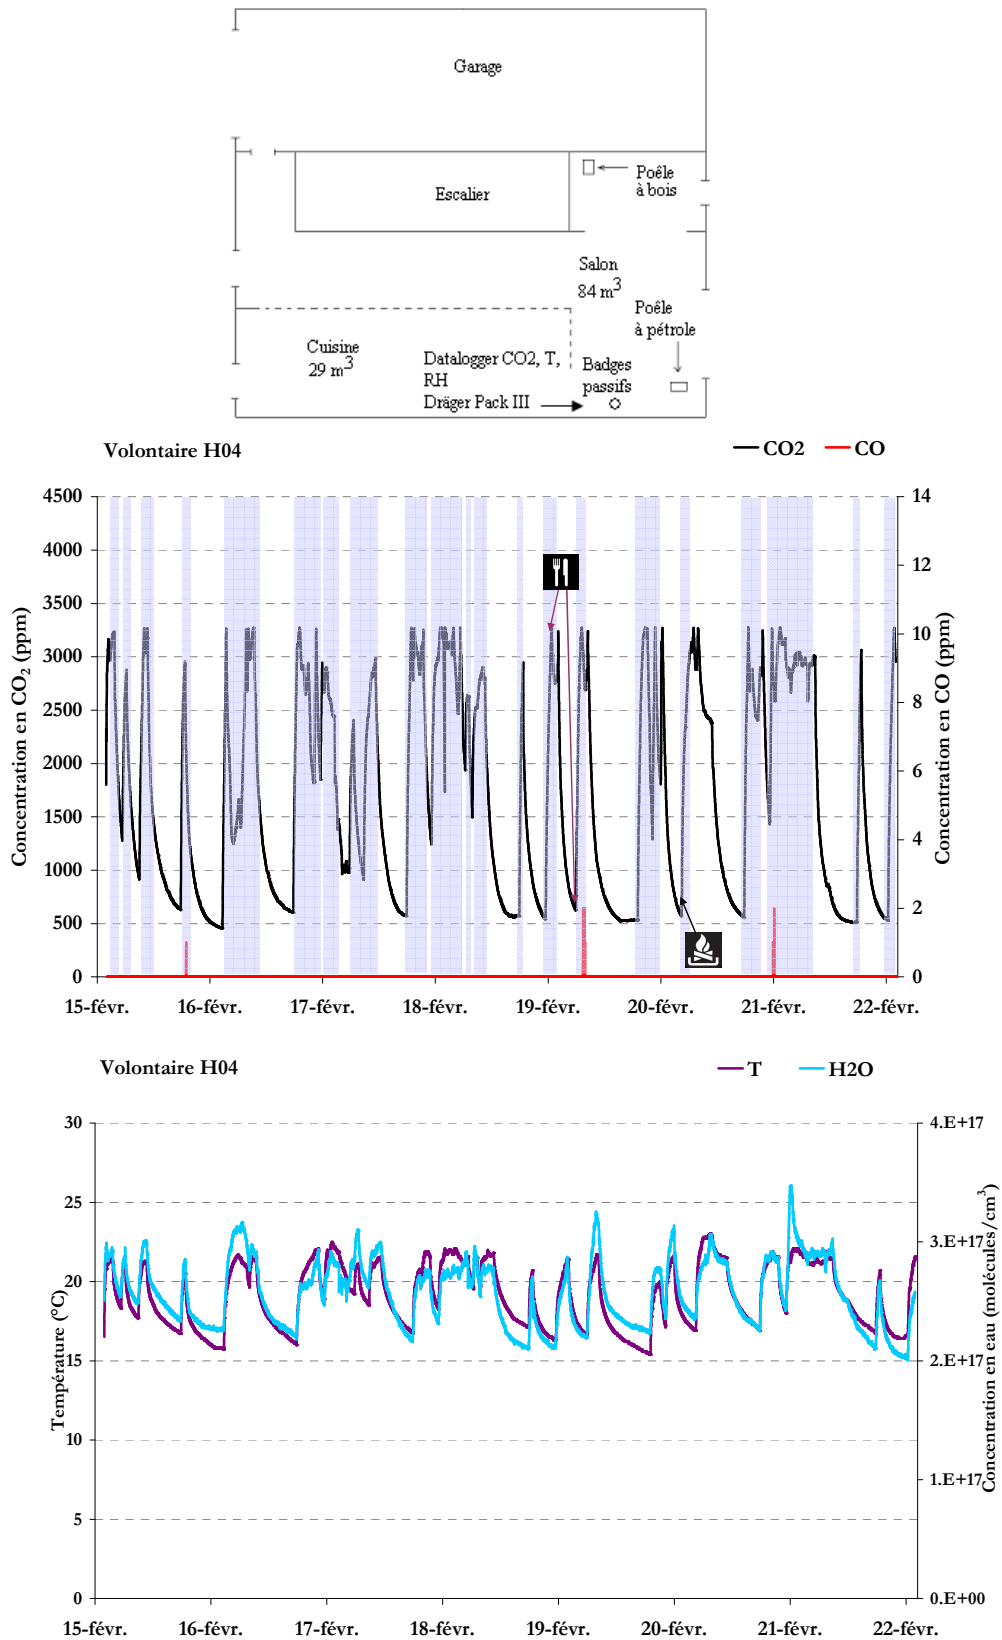 Garage
Poêle
à bois
Escalier
Salon
84 m³
Poêle
à pétrole
Cuisine
29 m³
Datalogger CO2, T,
RH
Dräger Pack III
Badges
passifs
Volontaire H04
CO2
CO
Concentration en CO₂ (ppm)
4500
4000
3500
3000
2500
2000
1500
1000
500
0
14
12
10
8
6
4
2
0
Concentration en CO (ppm)
15-févr.
16-févr.
17-févr.
18-févr.
19-févr.
20-févr.
21-févr.
22-févr.
Volontaire H04
T
H2O
Température (°C)
30
25
20
15
10
5
0
4.E+17
3.E+17
2.E+17
1.E+17
0.E+00
Concentration en eau (molécules/cm³)
15-févr.
16-févr.
17-févr.
18-févr.
19-févr.
20-févr.
21-févr.
22-févr.